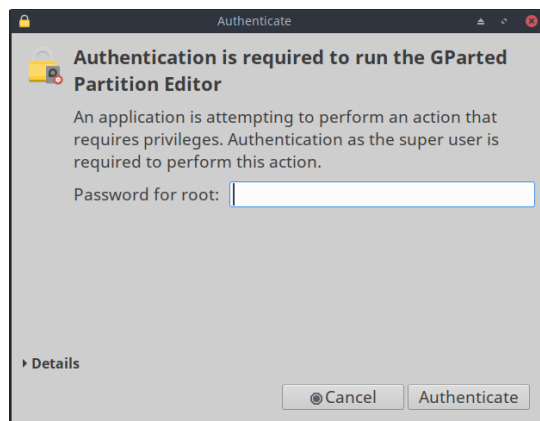 Authenticate
Authentication is required to run the GParted
Partition Editor
An application is attempting to perform an action that
requires privileges. Authentication as the super user is
required to perform this action.
Password for root:
Details
Cancel
Authenticate